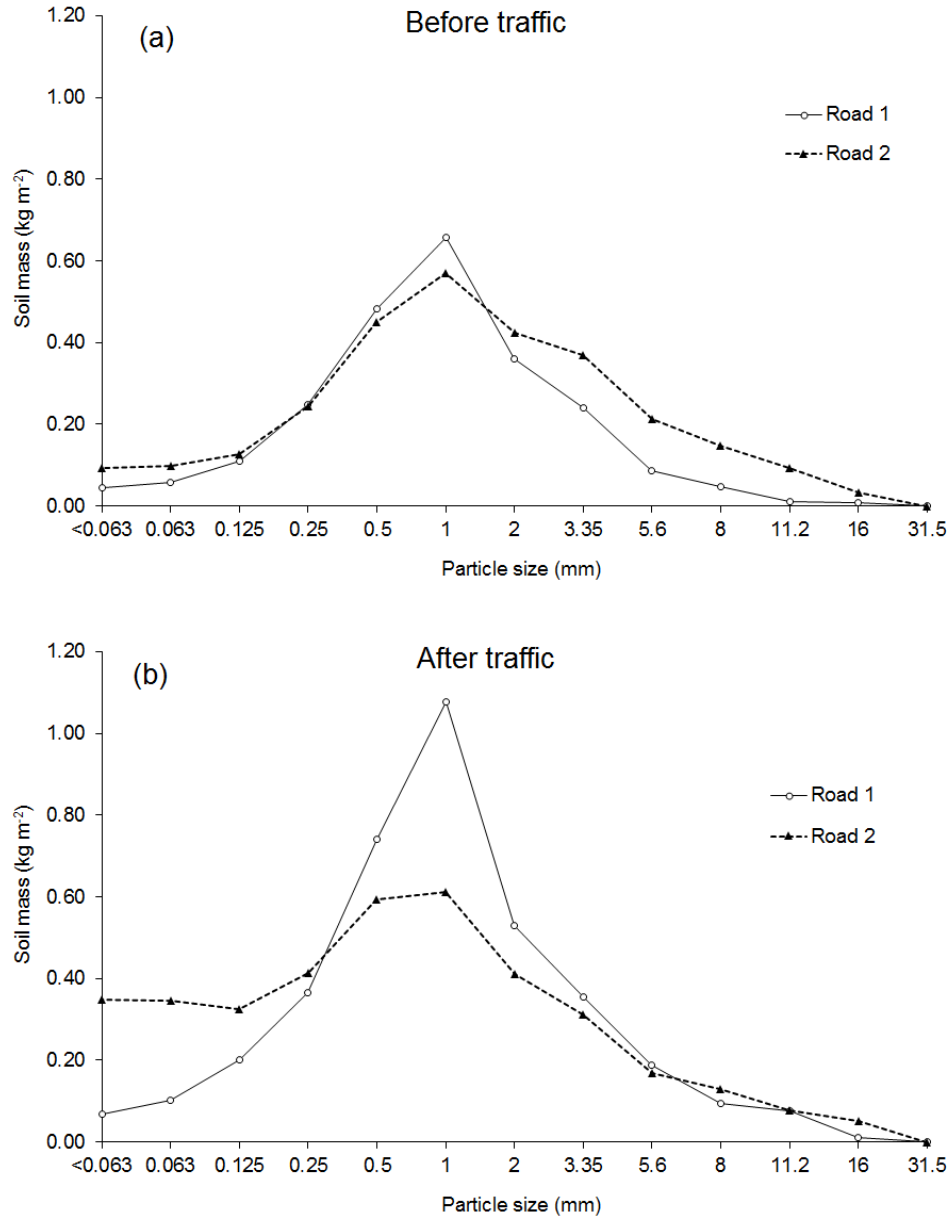 (a)
Before traffic
1.20
1.00
0.80
0.60
0.40
0.20
0.00
Soil mass (kg m⁻²)
Road 1
Road 2
<0.063 0.063 0.125 0.25 0.5 1 2 3.35 5.6 8 11.2 16 31.5
Particle size (mm)
(b)
After traffic
1.20
1.00
0.80
0.60
0.40
0.20
0.00
Soil mass (kg m⁻²)
Road 1
Road 2
<0.063 0.063 0.125 0.25 0.5 1 2 3.35 5.6 8 11.2 16 31.5
Particle size (mm)